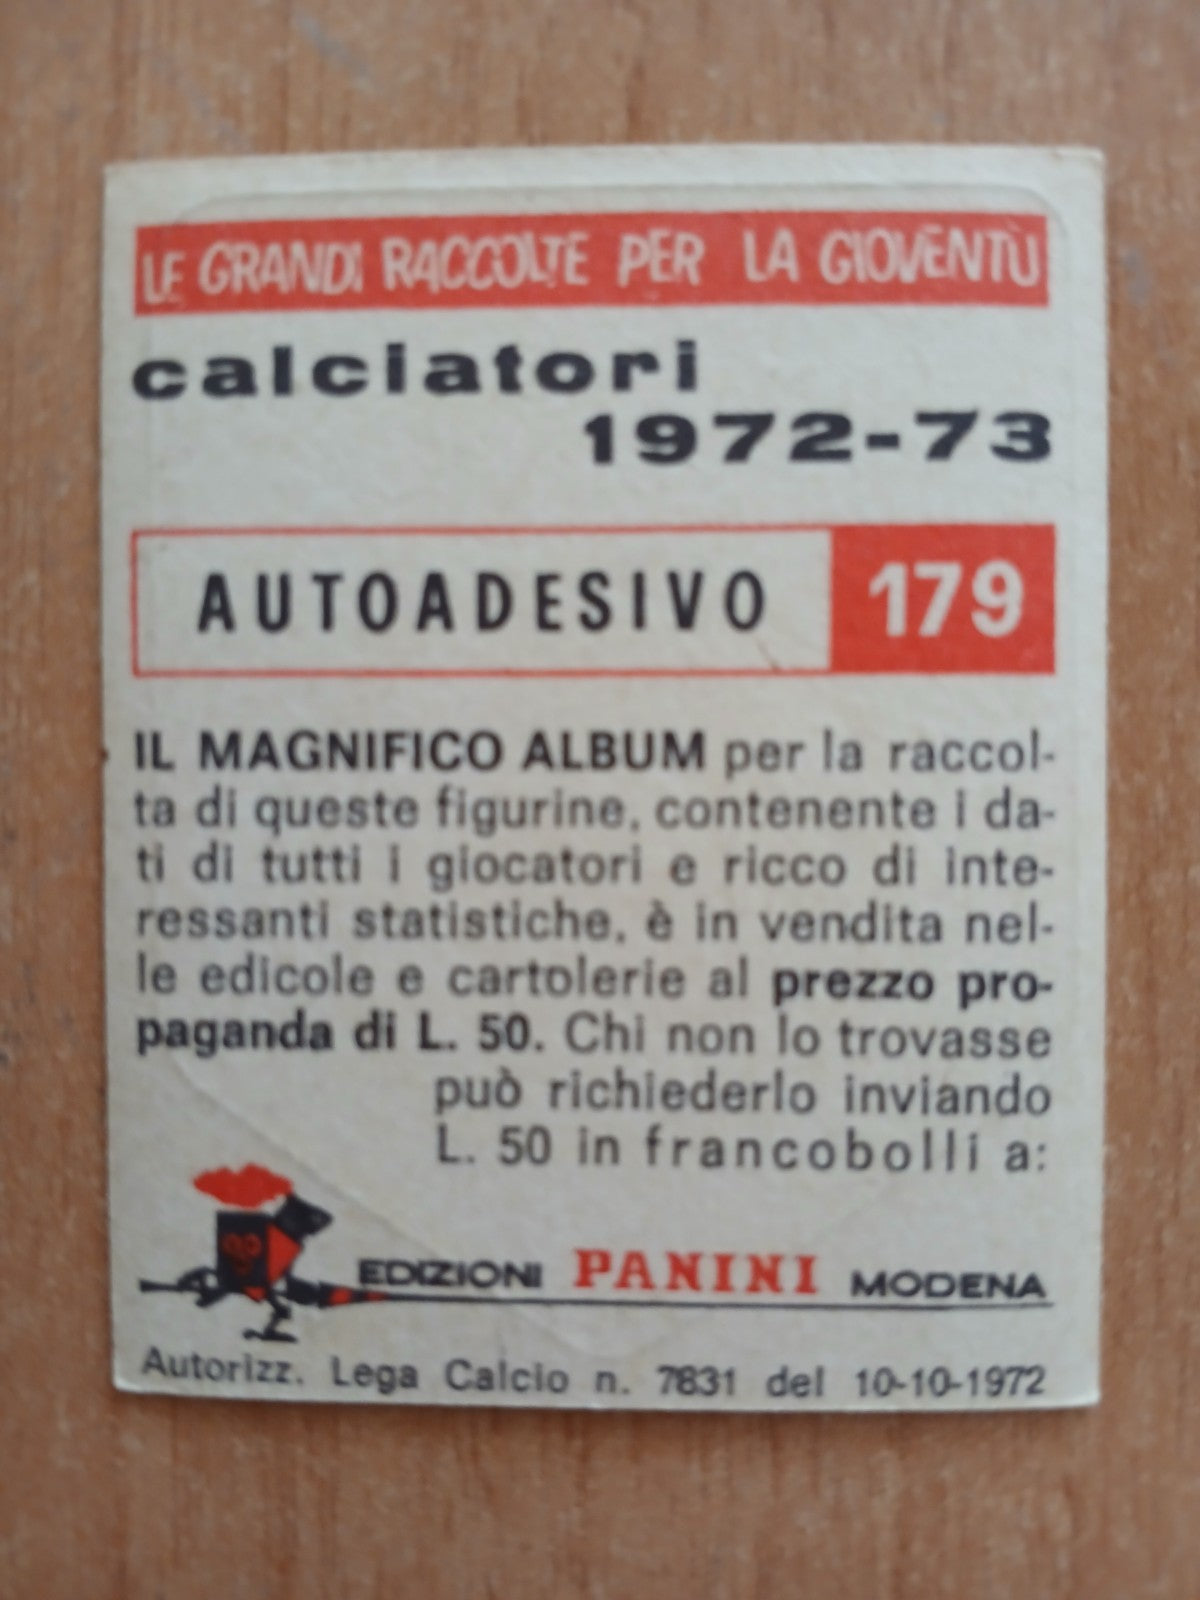 LE GRANDI RACCOLTE PER LA GIOVENTÙ
calciatori
1972-73
AUTOADESIVO 179
IL MAGNIFICO ALBUM per la raccol-
ta di queste figurine, contenente i da-
ti di tutti i giocatori e ricco di inte-
ressanti statistiche, è in vendita nel-
le edicole e cartolerie al prezzo pro-
paganda di L. 50. Chi non lo trovasse
può richiederlo inviando
L. 50 in francobolli a:
EDIZIONI PANINI MODENA
Autorizz. Lega Calcio n. 7831 del 10-10-1972